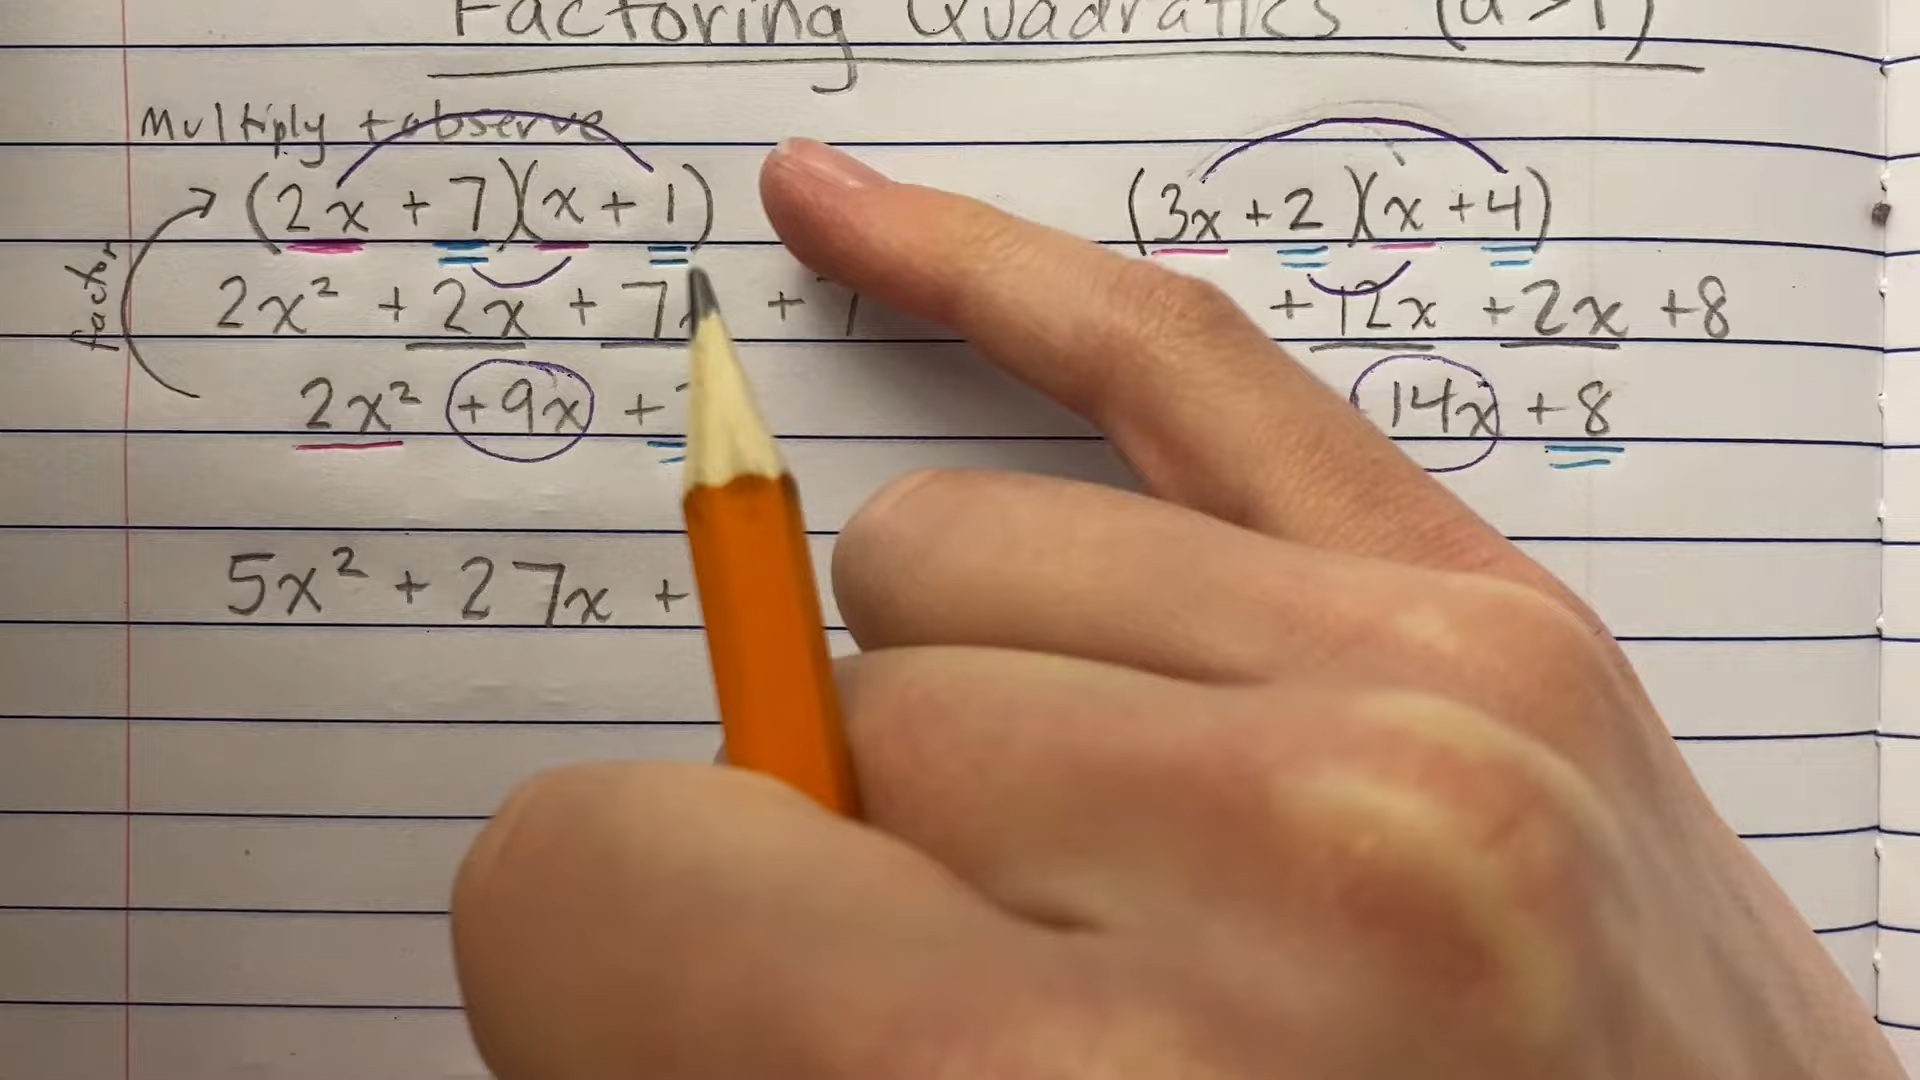 Factoring Quadratics (a>1)
Multiply + observe
(2x + 7)(x + 1)
2x² + 2x + 7x + 7
2x² +9x +
factor
5x² + 27x +
(3x +2)(x +4)
+12x +2x +8
14x +8